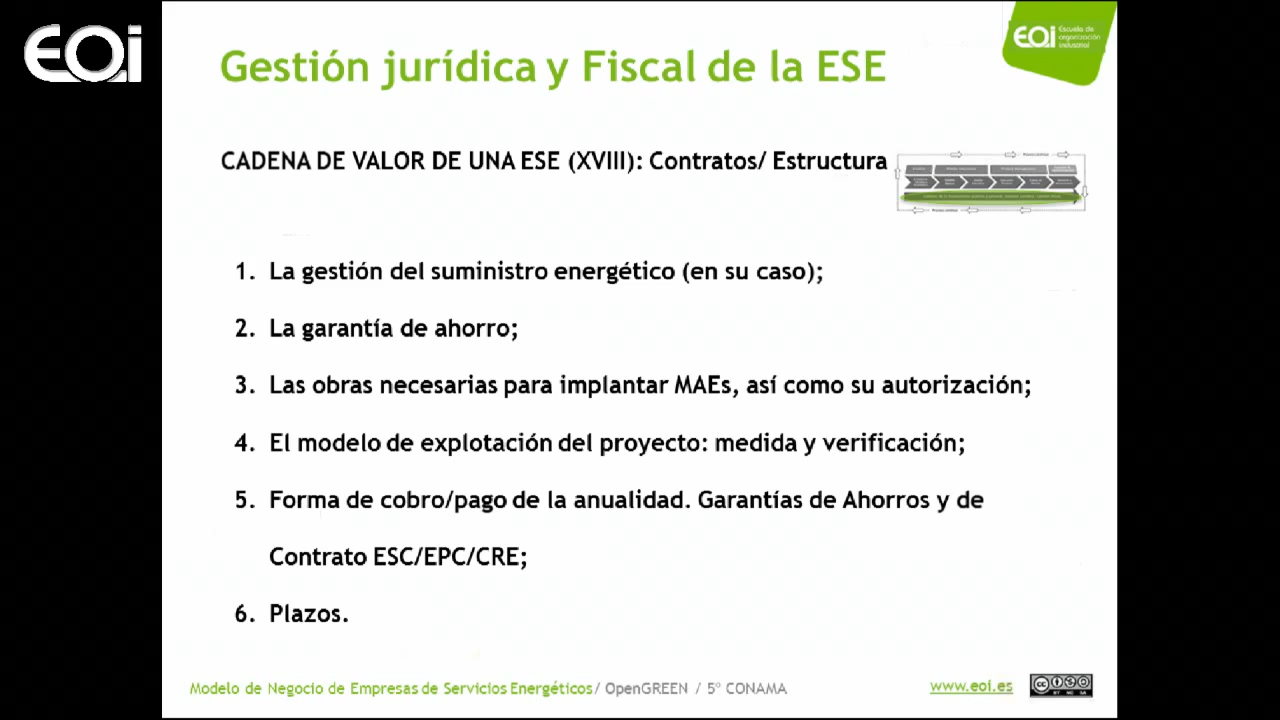 EOi
Gestión jurídica y Fiscal de la ESE
EOi Escuela de
organización
industrial
CADENA DE VALOR DE UNA ESE (XVIII): Contratos/ Estructura
1. La gestión del suministro energético (en su caso);
2. La garantía de ahorro;
3. Las obras necesarias para implantar MAEs, así como su autorización;
4. El modelo de explotación del proyecto: medida y verificación;
5. Forma de cobro/pago de la anualidad. Garantías de Ahorros y de
Contrato ESC/EPC/CRE;
6. Plazos.
Modelo de Negocio de Empresas de Servicios Energéticos/ OpenGREEN / 5º CONAMA
www.eoi.es